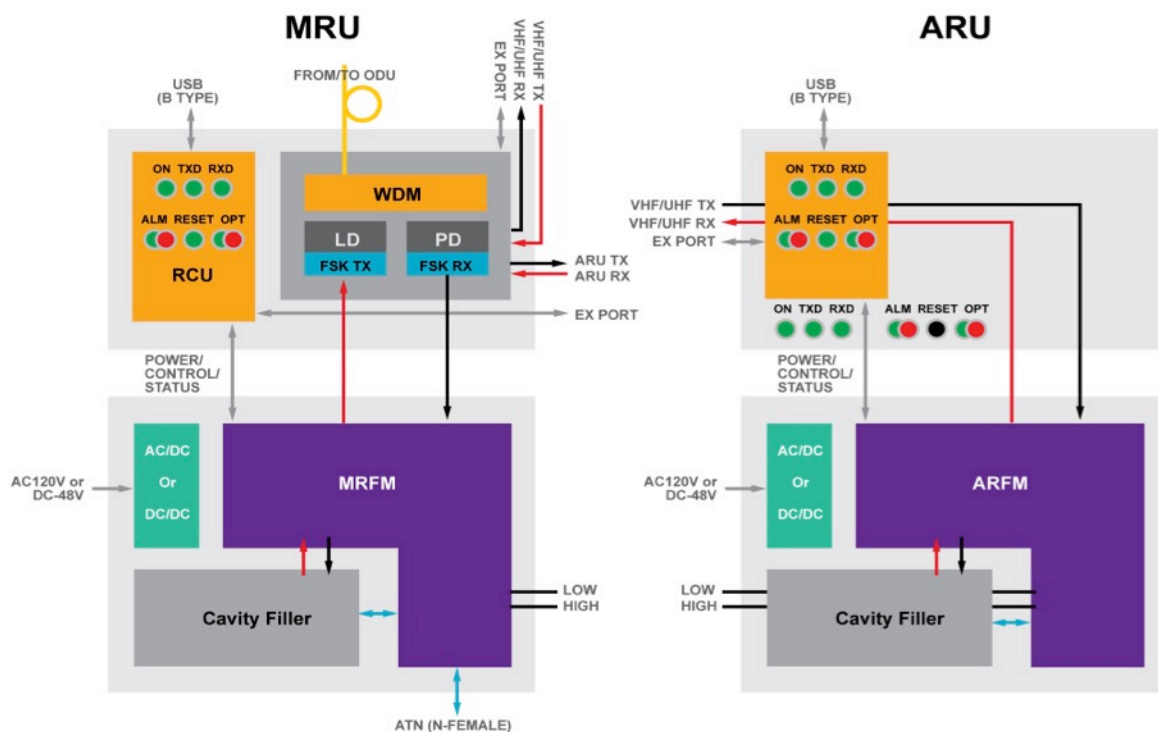 MRU
FROM/TO ODU
EX PORT
VHF/UHF RX
VHF/UHF TX
USB
(B TYPE)
ON TXD RXD
ALM RESET OPT
RCU
WDM
LD
FSK TX
PD
FSK RX
ARU TX
ARU RX
EX PORT
POWER/
CONTROL/
STATUS
AC120V or
DC-48V
AC/DC
Or
DC/DC
MRFM
Cavity Filler
LOW
HIGH
ATN (N-FEMALE)
ARU
USB
(B TYPE)
ON TXD RXD
VHF/UHF TX
VHF/UHF RX
EX PORT
ALM RESET OPT
ON TXD RXD
ALM RESET OPT
POWER/
CONTROL/
STATUS
AC120V or
DC-48V
AC/DC
Or
DC/DC
ARFM
LOW
HIGH
Cavity Filler